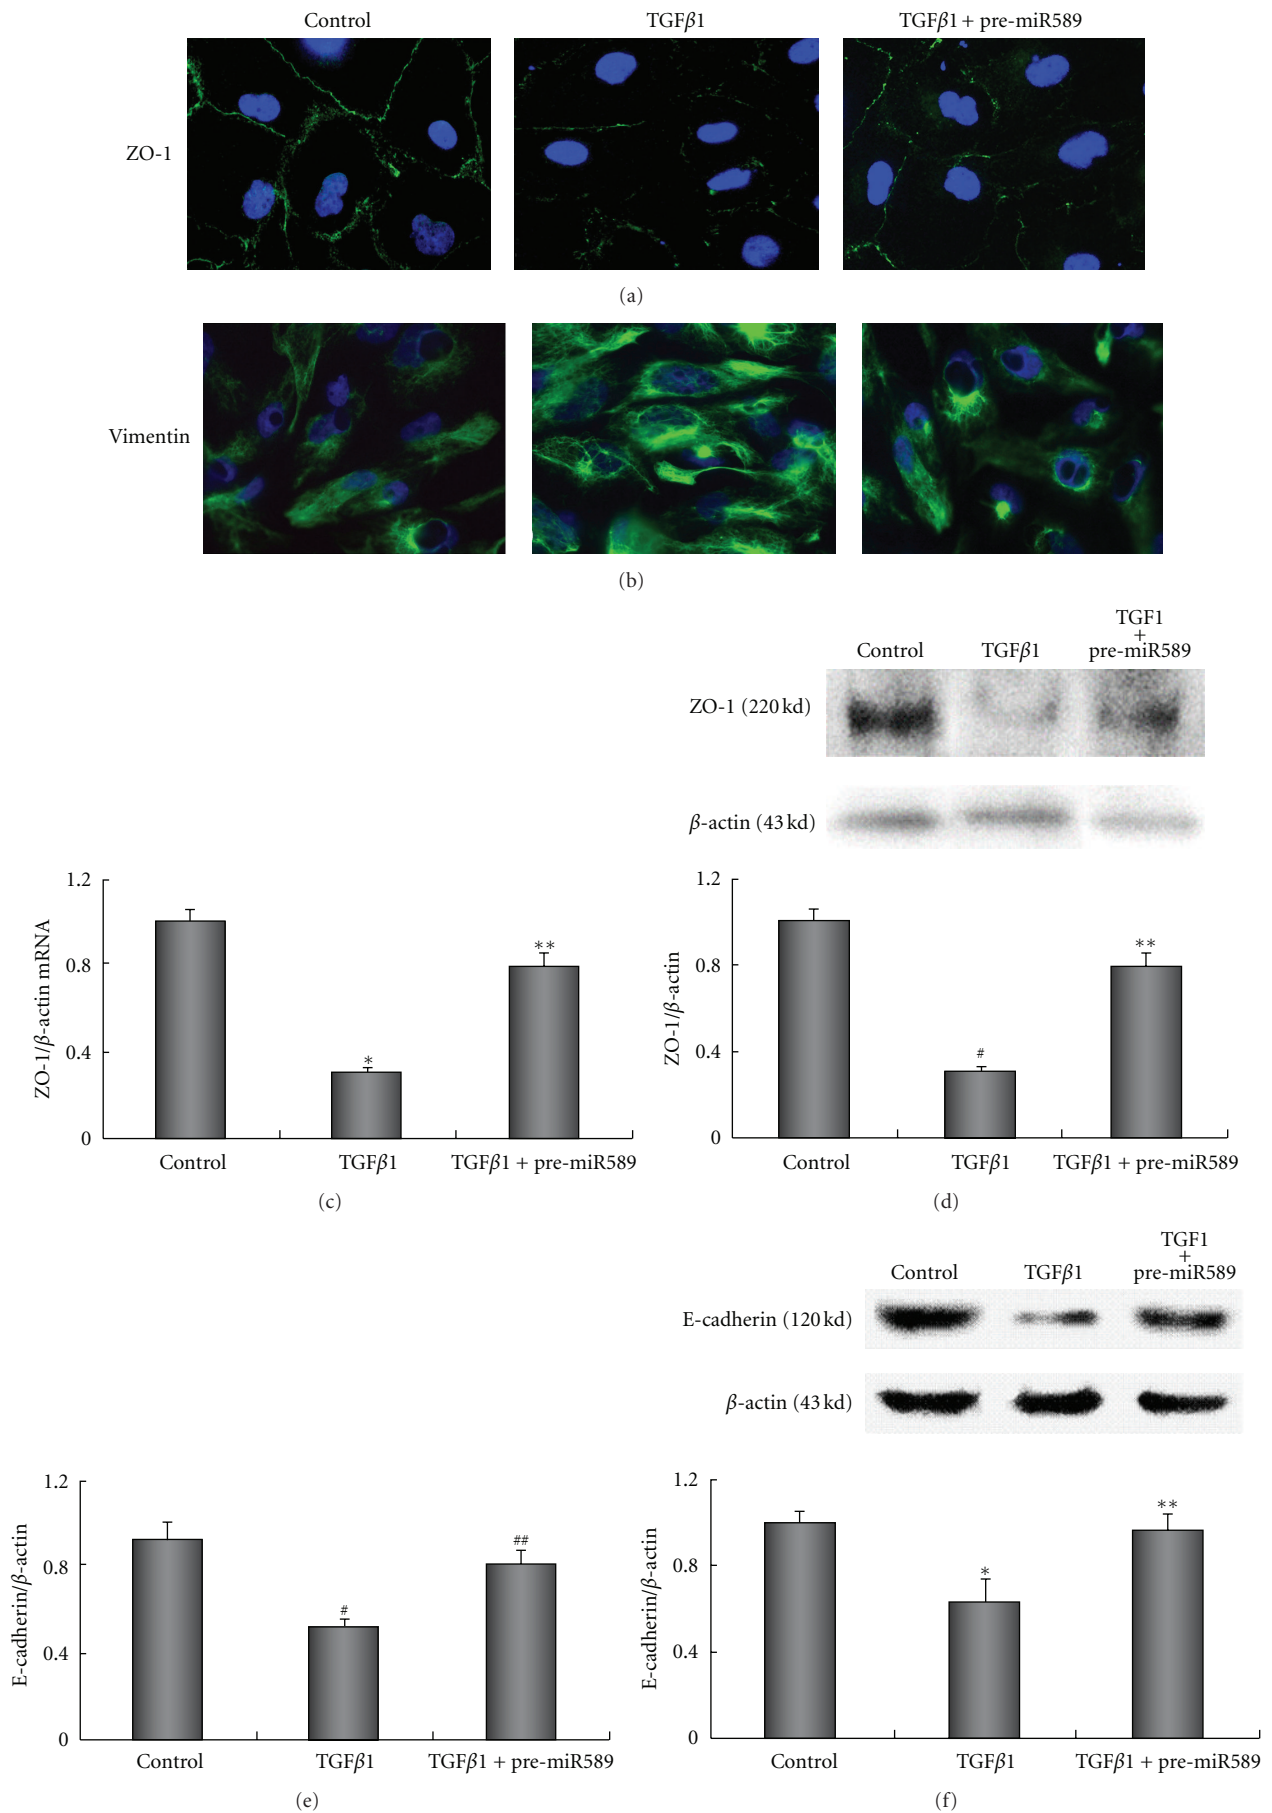 Control TGFβ1 TGFβ1 + pre-miR589
ZO-1
(a)
Vimentin
(b)
TGF1
+
Control TGFβ1 pre-miR589
ZO-1 (220 kd)
β-actin (43 kd)
1.2
0.8
0.4
0
ZO-1/β-actin mRNA
*
**
Control TGFβ1 TGFβ1 + pre-miR589
(c)
1.2
0.8
0.4
0
ZO-1/β-actin
#
**
Control TGFβ1 TGFβ1 + pre-miR589
(d)
TGF1
+
Control TGFβ1 pre-miR589
E-cadherin (120 kd)
β-actin (43 kd)
1.2
0.8
0.4
0
E-cadherin/β-actin
#
##
Control TGFβ1 TGFβ1 + pre-miR589
(e)
1.2
0.8
0.4
0
E-cadherin/β-actin
*
**
Control TGFβ1 TGFβ1 + pre-miR589
(f)